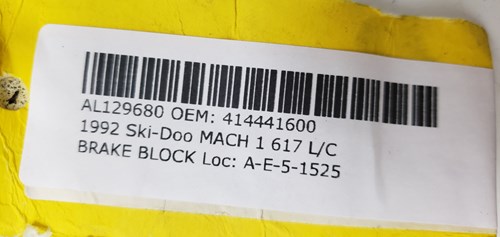 AL129680 OEM: 414441600
1992 Ski-Doo MACH 1 617 L/C
BRAKE BLOCK Loc: A-E-5-1525